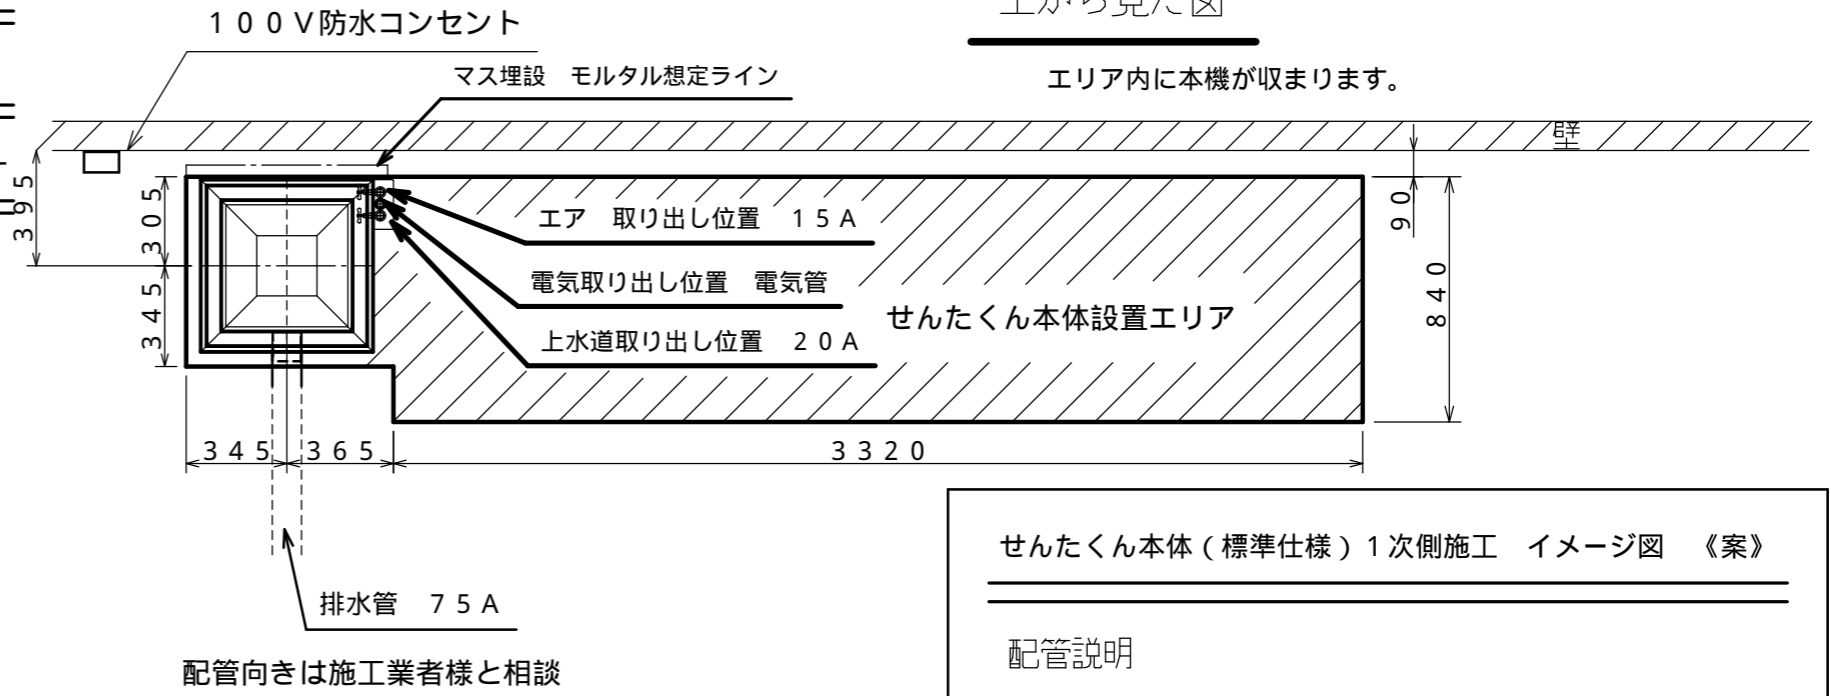 上から見た図
100V防水コンセント
マス埋設　モルタル想定ライン
エリア内に本機が収まります。
壁
395
305
345
90
840
エア　取り出し位置　15A
電気取り出し位置　電気管
上水道取り出し位置　20A
せんたくん本体設置エリア
345
365
3320
排水管　75A
配管向きは施工業者様と相談
せんたくん本体(標準仕様)1次側施工　イメージ図　《案》
配管説明